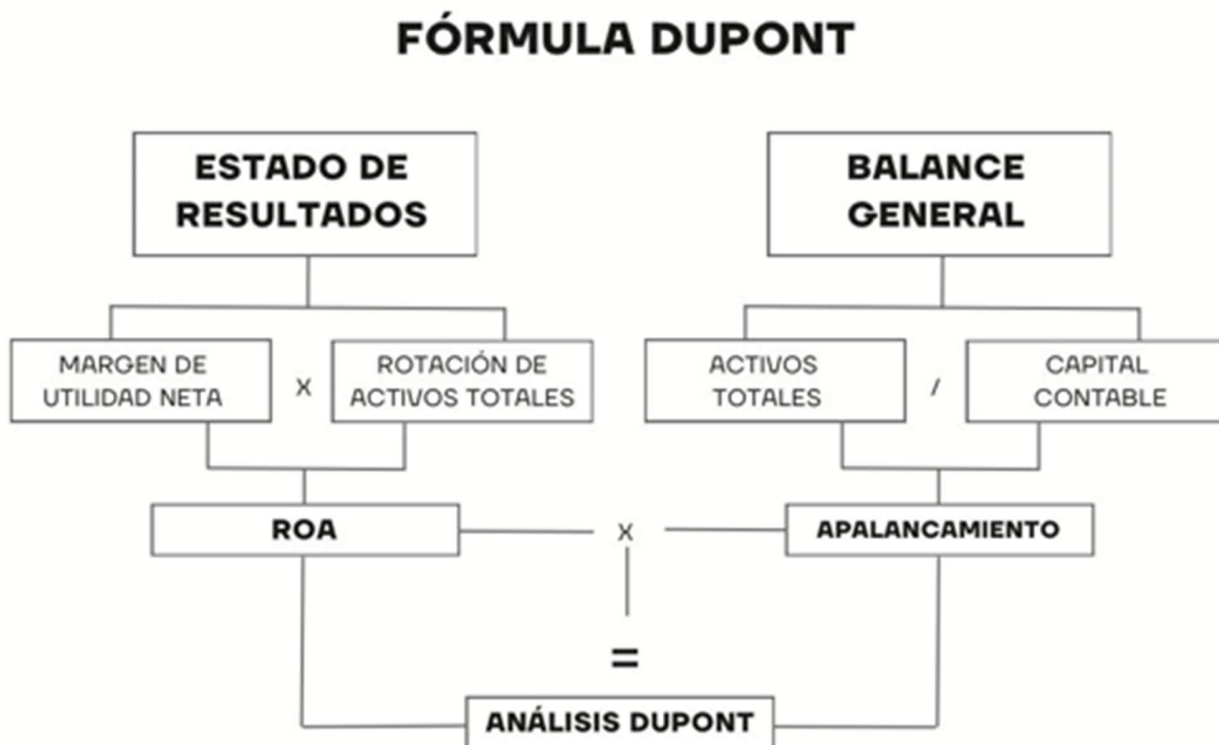 FÓRMULA DUPONT
ESTADO DE
RESULTADOS
BALANCE
GENERAL
MARGEN DE
UTILIDAD NETA
X
ROTACIÓN DE
ACTIVOS TOTALES
ACTIVOS
TOTALES
/
CAPITAL
CONTABLE
ROA
X
APALANCAMIENTO
=
ANÁLISIS DUPONT